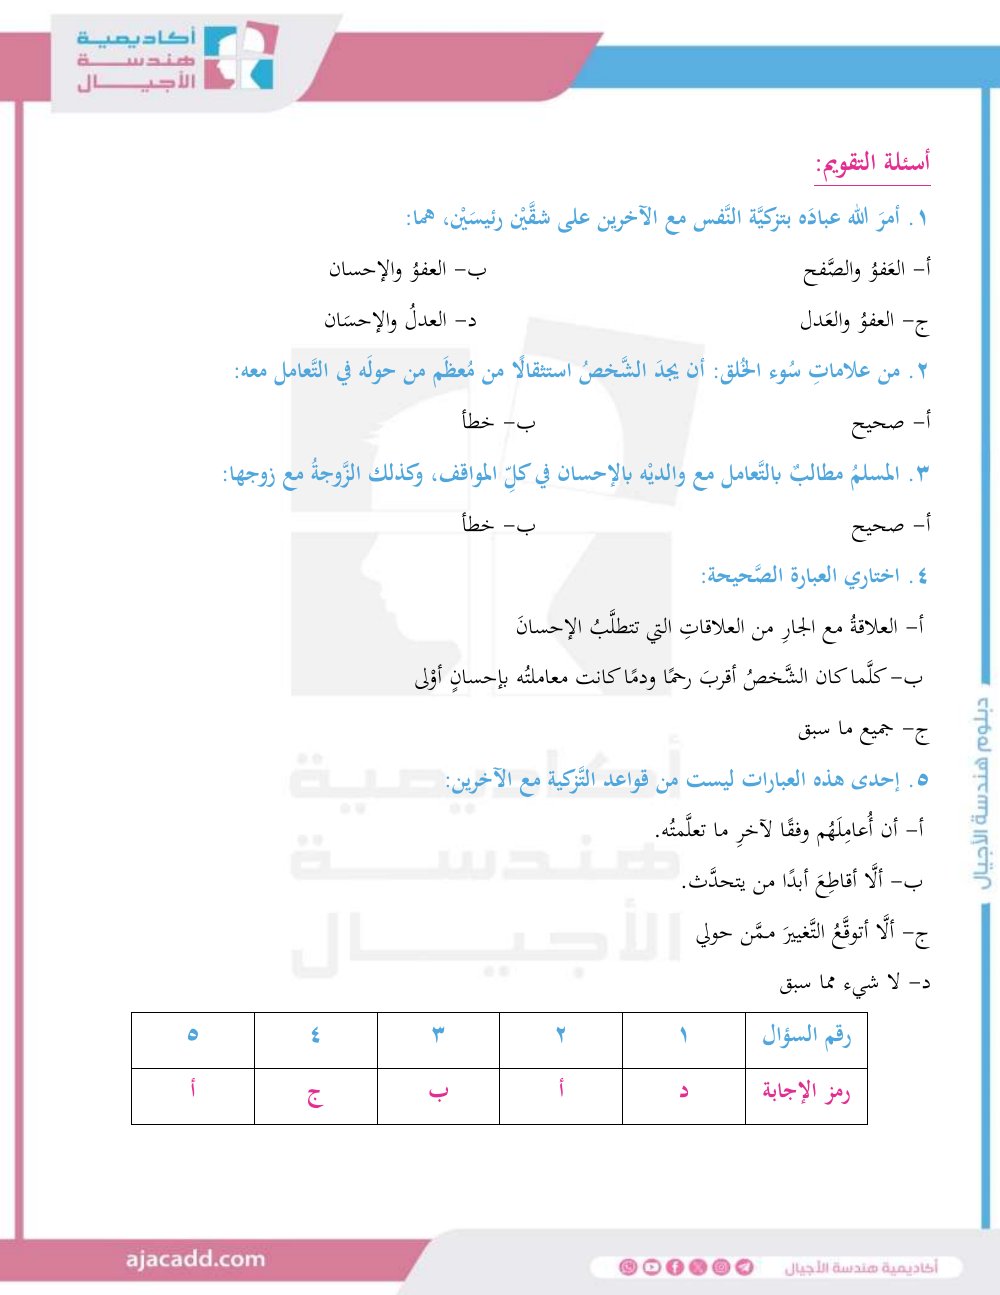 أكاديمية
هندسة
الأجيال
أسئلة التقويم:
١. أمرَ الله عبادَه بتزكيَّة النَّفس مع الآخرين على شقَّيْن رئيسَيْن، هما:
أ- العَفوُ والصَّفح
ب- العفوُ والإحسان
ج- العفوُ والعَدل
د- العدلُ والإحسَان
٢. من علاماتِ سُوء الخُلق: أن يجدَ الشَّخصُ استثقالًا من مُعظَم من حولَه في التَّعامل معه:
أ- صحيح
ب- خطأ
٣. المسلمُ مطالبٌ بالتَّعامل مع والديْه بالإحسان في كلِّ المواقف، وكذلك الزَّوجةُ مع زوجها:
أ- صحيح
ب- خطأ
٤. اختاري العبارة الصَّحيحة:
أ- العلاقةُ مع الجارِ من العلاقاتِ التي تتطلَّبُ الإحسانَ
ب- كلَّما كان الشَّخصُ أقربَ رحمًا ودمًا كانت معاملتُه بإحسانٍ أوْلى
ج- جميع ما سبق
٥. إحدى هذه العبارات ليست من قواعد التَّزكية مع الآخرين:
أ- أن أُعامِلَهُم وفقًا لآخرِ ما تعلَّمتُه.
ب- ألَّا أقاطِعَ أبدًا من يتحدَّث.
ج- ألَّا أتوقَّعُ التَّغييرَ ممَّن حولي
د- لا شيء مما سبق
أكاديمية
هندسة
الأجيال
رقم السؤال ١ ٢ ٣ ٤ ٥
رمز الإجابة د أ ب ج أ
دبلوم هندسة الأجيال
ajacadd.com
أكاديمية هندسة الأجيال